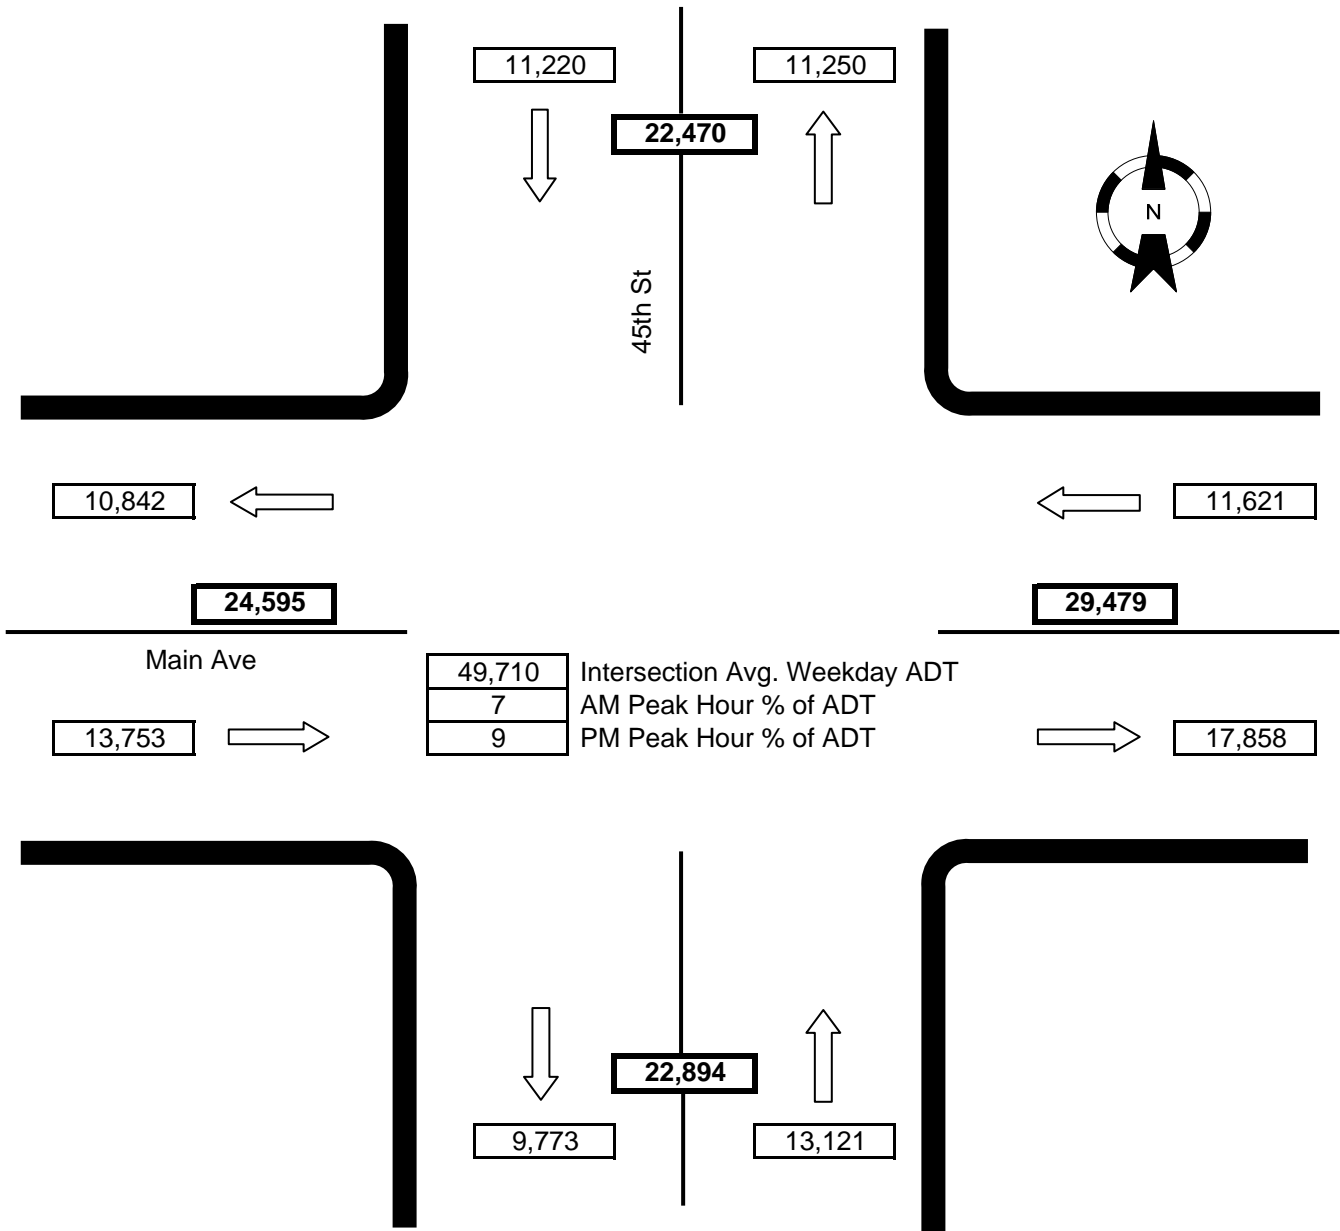 11,220
11,250
22,470
N
45th St
10,842
11,621
24,595
29,479
Main Ave
49,710 Intersection Avg. Weekday ADT
7 AM Peak Hour % of ADT
9 PM Peak Hour % of ADT
13,753
17,858
22,894
9,773
13,121